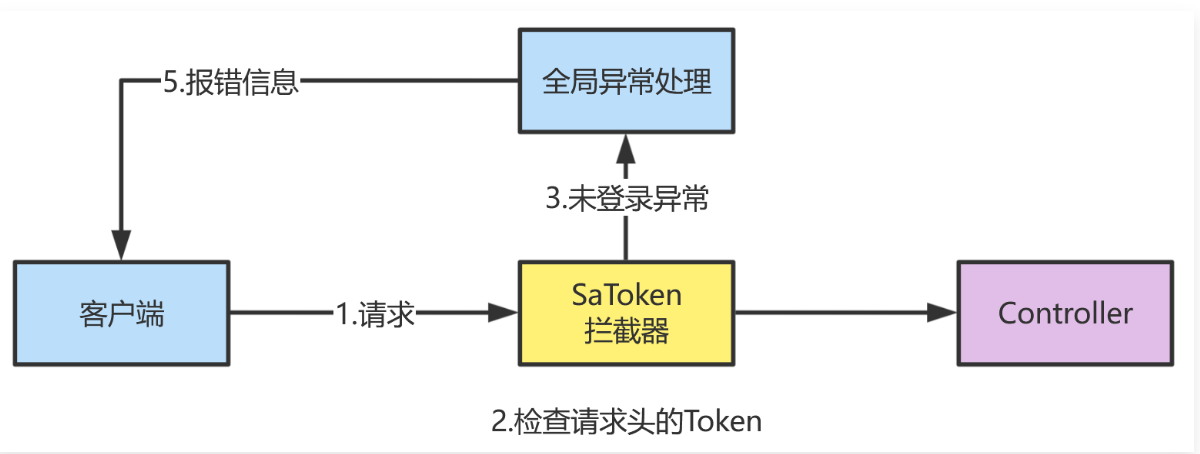 全局异常处理
5.报错信息
3.未登录异常
客户端
1.请求
SaToken
拦截器
Controller
2.检查请求头的Token